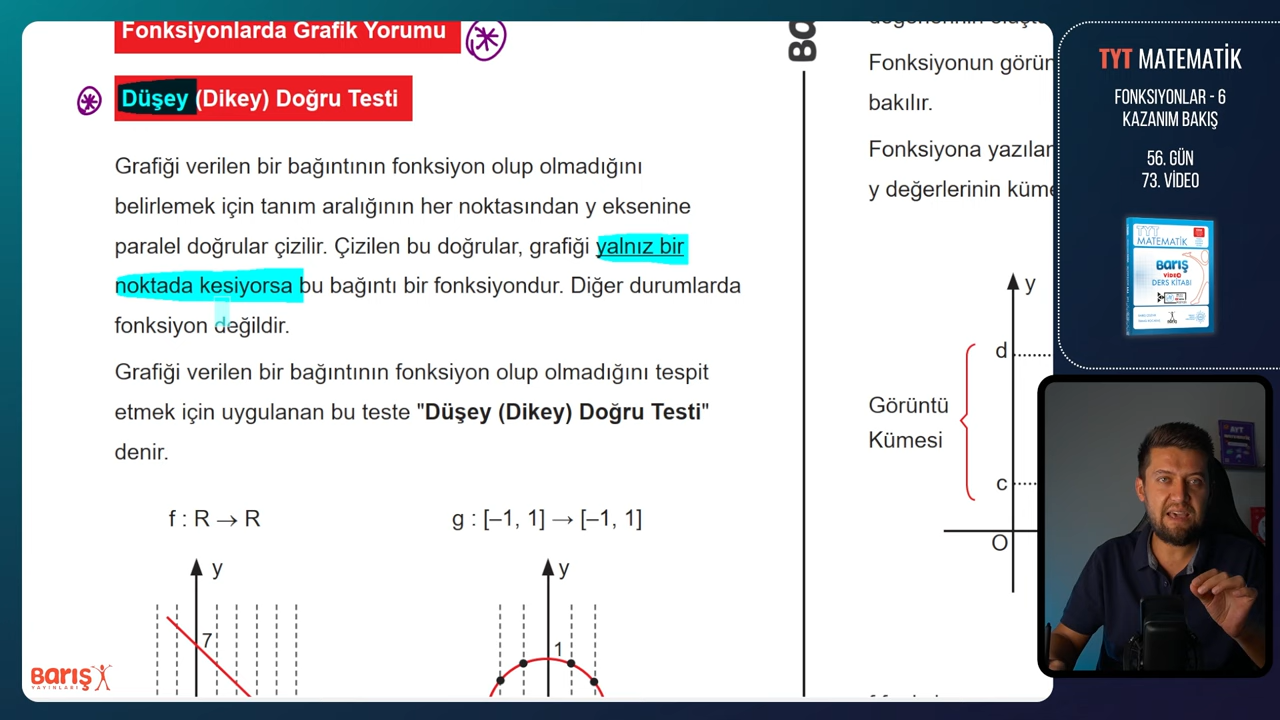 Fonksiyonlarda Grafik Yorumu
Düşey (Dikey) Doğru Testi
Grafiği verilen bir bağıntının fonksiyon olup olmadığını
belirlemek için tanım aralığının her noktasından y eksenine
paralel doğrular çizilir. Çizilen bu doğrular, grafiği yalnız bir
noktada kesiyorsa bu bağıntı bir fonksiyondur. Diğer durumlarda
fonksiyon değildir.
Grafiği verilen bir bağıntının fonksiyon olup olmadığını tespit
etmek için uygulanan bu teste "Düşey (Dikey) Doğru Testi"
denir.
f : R → R
g : [–1, 1] → [–1, 1]
y
7
y
1
Fonksiyonun görün
bakılır.
Fonksiyona yazılan
y değerlerinin küme
y
d
Görüntü
Kümesi
c
O
TYT MATEMATİK
FONKSIYONLAR - 6
KAZANIM BAKIŞ
56. GÜN
73. VİDEO
TYT
MATEMATİK
BARIŞ
VİDEO
DERS KİTABI
BARIŞ
YAYINLARI